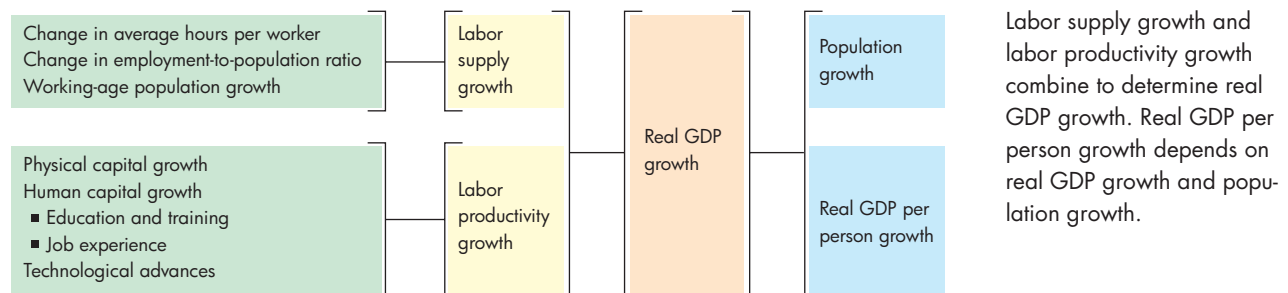 Change in average hours per worker
Change in employment-to-population ratio
Working-age population growth
Labor
supply
growth
Physical capital growth
Human capital growth
■ Education and training
■ Job experience
Technological advances
Labor
productivity
growth
Real GDP
growth
Population
growth
Real GDP per
person growth
Labor supply growth and
labor productivity growth
combine to determine real
GDP growth. Real GDP per
person growth depends on
real GDP growth and popu-
lation growth.